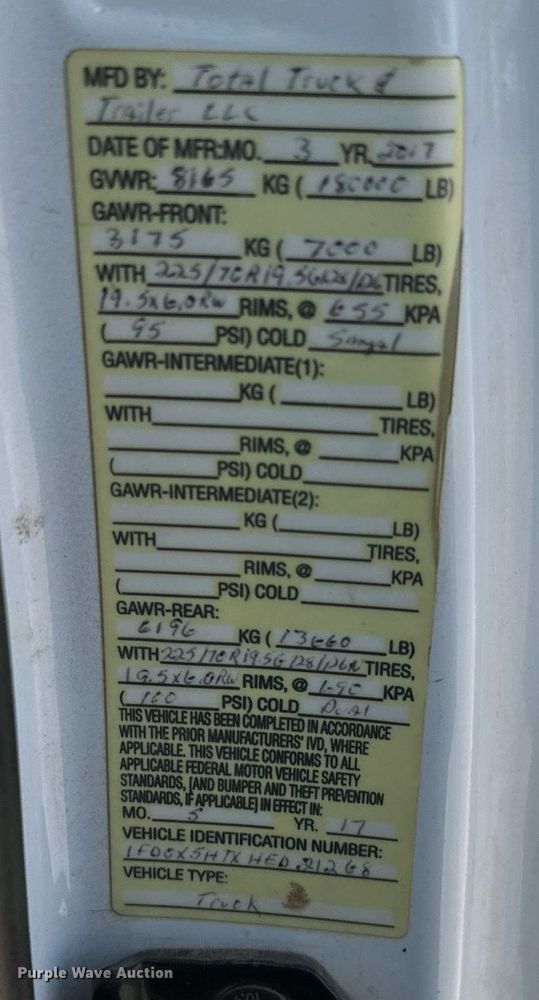 MFD BY: Total Truck &
Trailer LLC
DATE OF MFR:MO. 3 YR. 2017
GVWR: 8165 KG ( 18000 LB)
GAWR-FRONT:
3175 KG ( 7000 LB)
WITH 225/70R19.5G128/126 TIRES,
19.5x6.0RW RIMS, @ 655 KPA
( 95 PSI) COLD
GAWR-INTERMEDIATE(1):
KG ( LB)
WITH TIRES,
RIMS, @ KPA
( PSI) COLD
GAWR-INTERMEDIATE(2):
KG ( LB)
WITH TIRES,
RIMS, @ KPA
( PSI) COLD
GAWR-REAR:
6196 KG ( 13660 LB)
WITH 225/70R19.5G128/126N TIRES,
19.5x6.0RW RIMS, @ 690 KPA
( 100 PSI) COLD Dual
THIS VEHICLE HAS BEEN COMPLETED IN ACCORDANCE
WITH THE PRIOR MANUFACTURERS' IVD, WHERE
APPLICABLE. THIS VEHICLE CONFORMS TO ALL
APPLICABLE FEDERAL MOTOR VEHICLE SAFETY
STANDARDS, [AND BUMPER AND THEFT PREVENTION
STANDARDS, IF APPLICABLE] IN EFFECT IN:
MO. 5 YR. 17
VEHICLE IDENTIFICATION NUMBER:
VEHICLE TYPE:
Truck
Purple Wave Auction